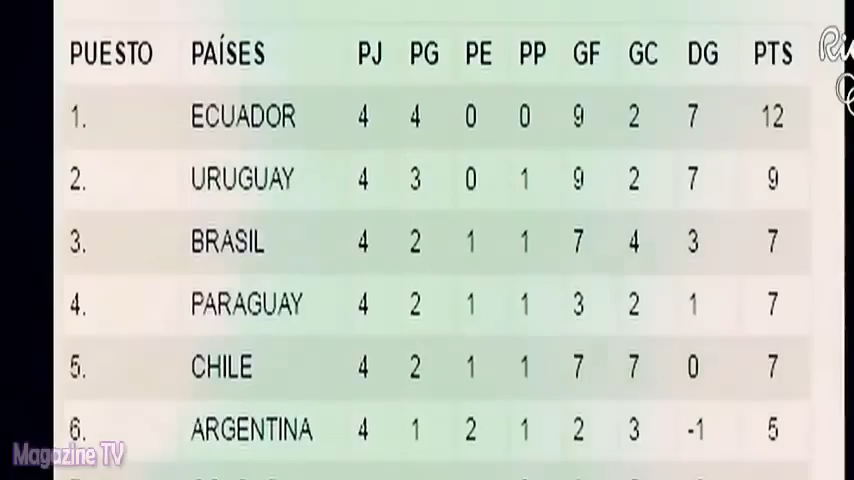 PUESTO PAÍSES PJ PG PE PP GF GC DG PTS
1. ECUADOR 4 4 0 0 9 2 7 12
2. URUGUAY 4 3 0 1 9 2 7 9
3. BRASIL 4 2 1 1 7 4 3 7
4. PARAGUAY 4 2 1 1 3 2 1 7
5. CHILE 4 2 1 1 7 7 0 7
6. ARGENTINA 4 1 2 1 2 3 -1 5
Magazine TV